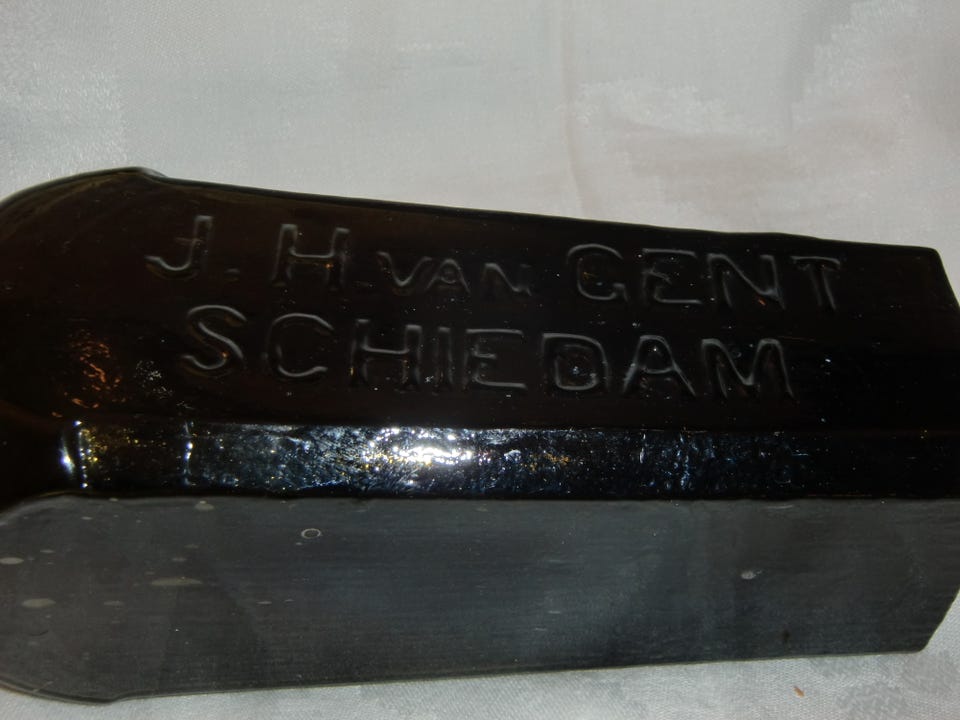 J. H. VAN GENT
SCHIEDAM